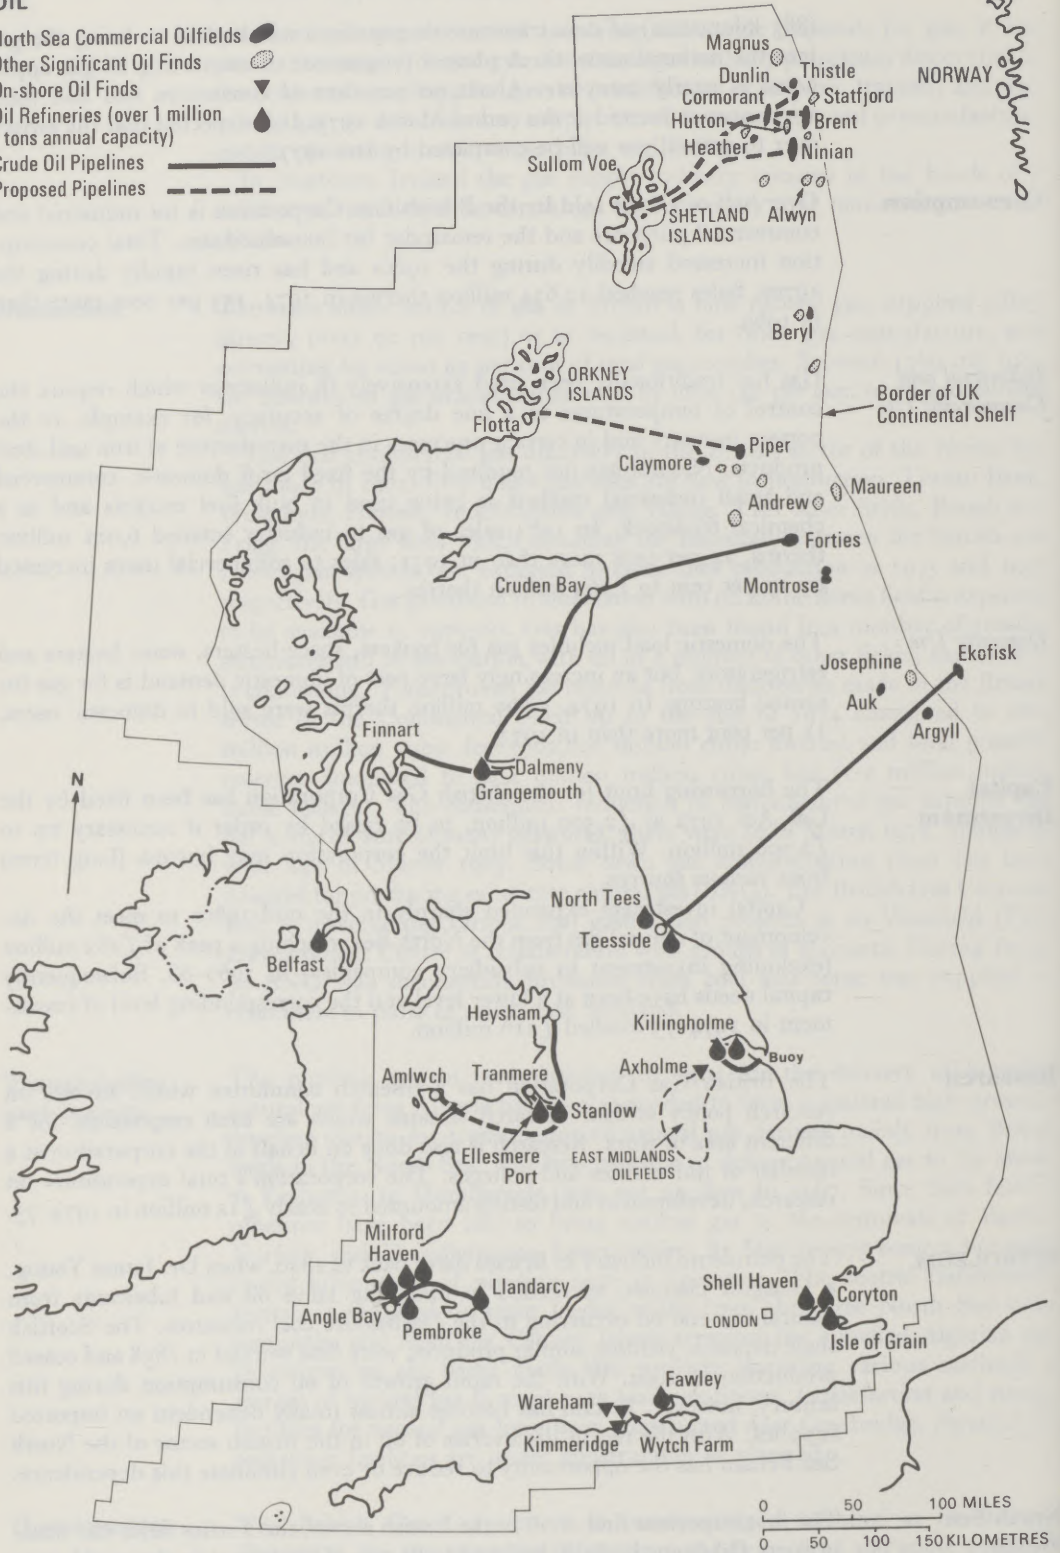 OIL
North Sea Commercial Oilfields
Other Significant Oil Finds
On-shore Oil Finds
Oil Refineries (over 1 million
tons annual capacity)
Crude Oil Pipelines
Proposed Pipelines
Magnus
Thistle
Dunlin
Statfjord
Cormorant
Hutton
Brent
Heather
Ninian
NORWAY
Sullom Voe
SHETLAND
ISLANDS
Alwyn
Beryl
ORKNEY
ISLANDS
Border of UK
Continental Shelf
Flotta
Piper
Claymore
Maureen
Andrew
Forties
Cruden Bay
Montrose
Ekofisk
Josephine
Auk
Argyll
Finnart
Dalmeny
Grangemouth
N
North Tees
Teesside
Belfast
Heysham
Killingholme
Buoy
Axholme
Amlwch
Tranmere
Stanlow
Ellesmere
Port
EAST MIDLANDS
OILFIELDS
Milford
Haven
Llandarcy
Angle Bay
Pembroke
Shell Haven
Coryton
LONDON
Isle of Grain
Fawley
Wareham
Kimmeridge
Wytch Farm
0 50 100 MILES
0 50 100 150 KILOMETRES